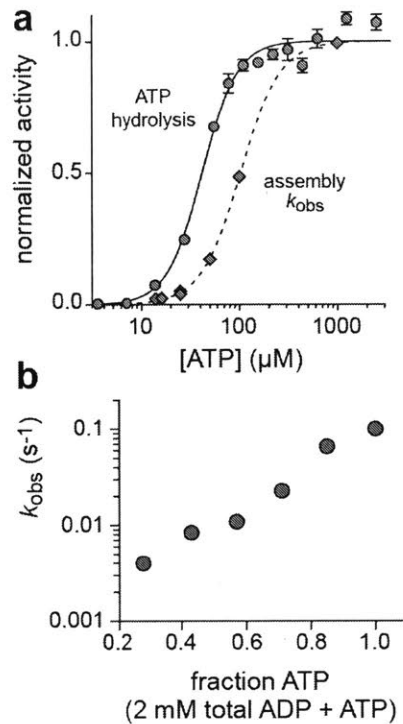 a
normalized activity
1.0
0.5
0.0
ATP
hydrolysis
assembly
kobs
10
100
1000
[ATP] (µM)
b
kobs (s-1)
0.1
0.01
0.001
0.2
0.4
0.6
0.8
1.0
fraction ATP
(2 mM total ADP + ATP)